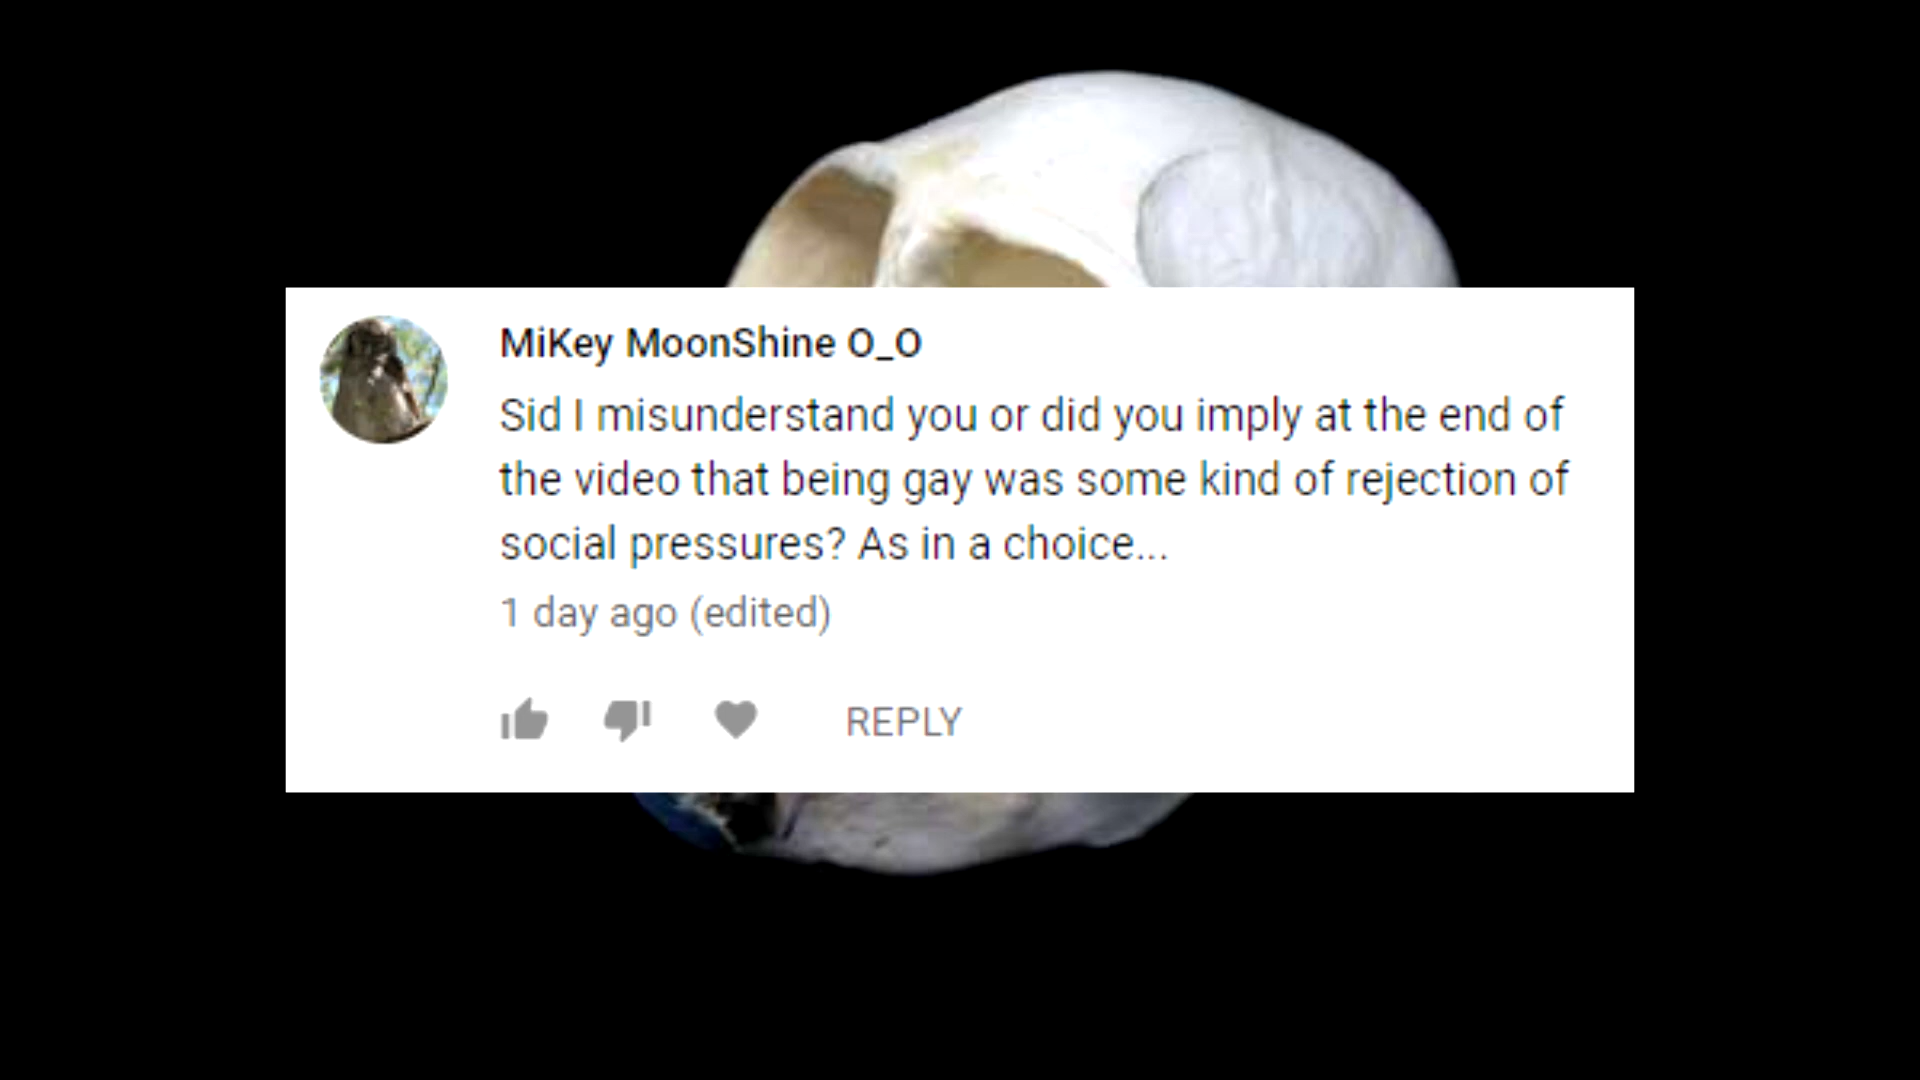 MiKey MoonShine O_O
Sid I misunderstand you or did you imply at the end of
the video that being gay was some kind of rejection of
social pressures? As in a choice...
1 day ago (edited)
REPLY